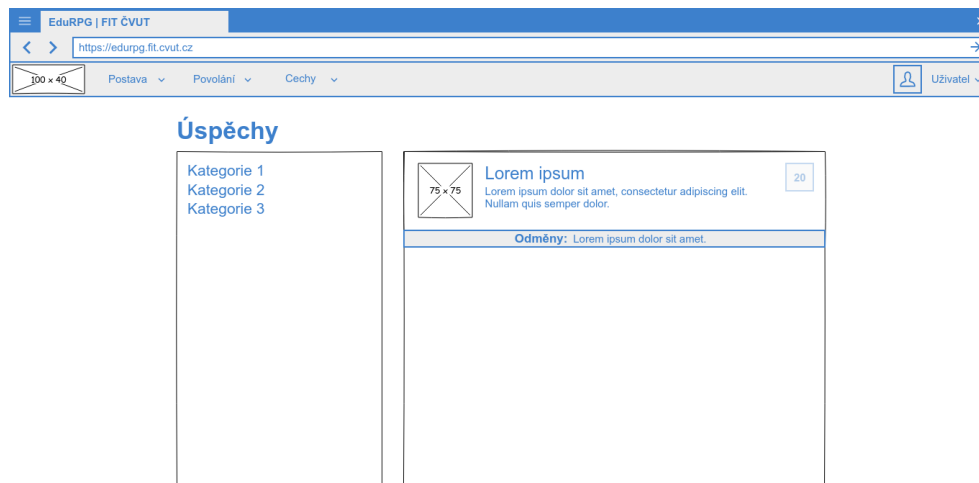 EduRPG | FIT ČVUT
https://edurpg.fit.cvut.cz
100 x 40
Postava
Povolání
Cechy
Uživatel
Úspěchy
Kategorie 1
Kategorie 2
Kategorie 3
75 x 75
Lorem ipsum
Lorem ipsum dolor sit amet, consectetur adipiscing elit.
Nullam quis semper dolor.
20
Odměny: Lorem ipsum dolor sit amet.